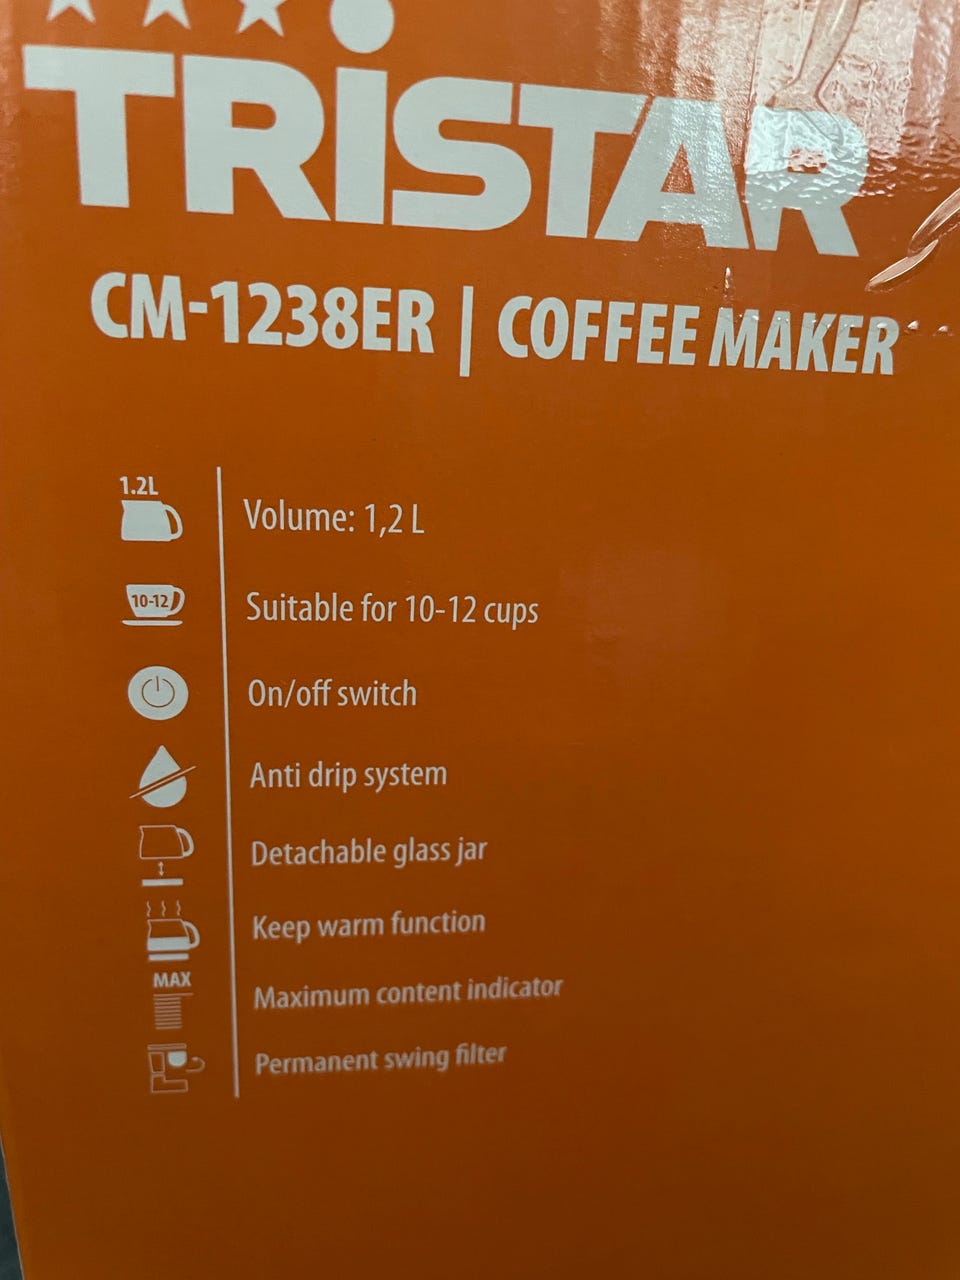 TRiSTAR
CM-1238ER | COFFEE MAKER
1.2L
Volume: 1,2 L
10-12
Suitable for 10-12 cups
On/off switch
Anti drip system
Detachable glass jar
Keep warm function
MAX
Maximum content indicator
Permanent swing filter